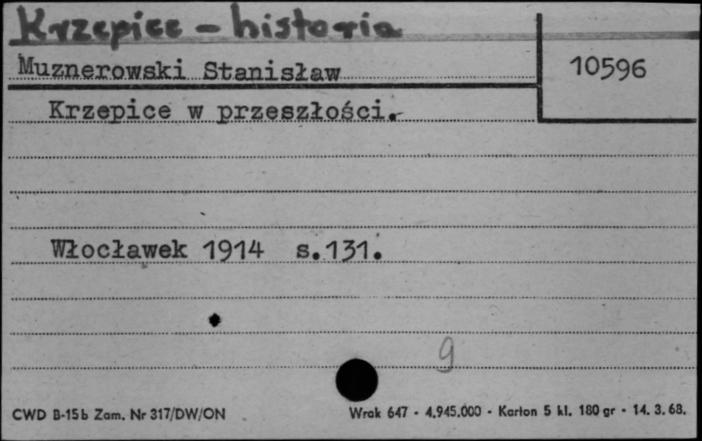 Krzepice - historia
Muznerowski Stanisław
10596
Krzepice w przeszłości.-
Włocławek 1914 s.131.
9
CWD B-15b Zam. Nr 317/DW/ON
Wrak 647 - 4.945.000 - Karton 5 kl. 180 gr - 14. 3. 68.